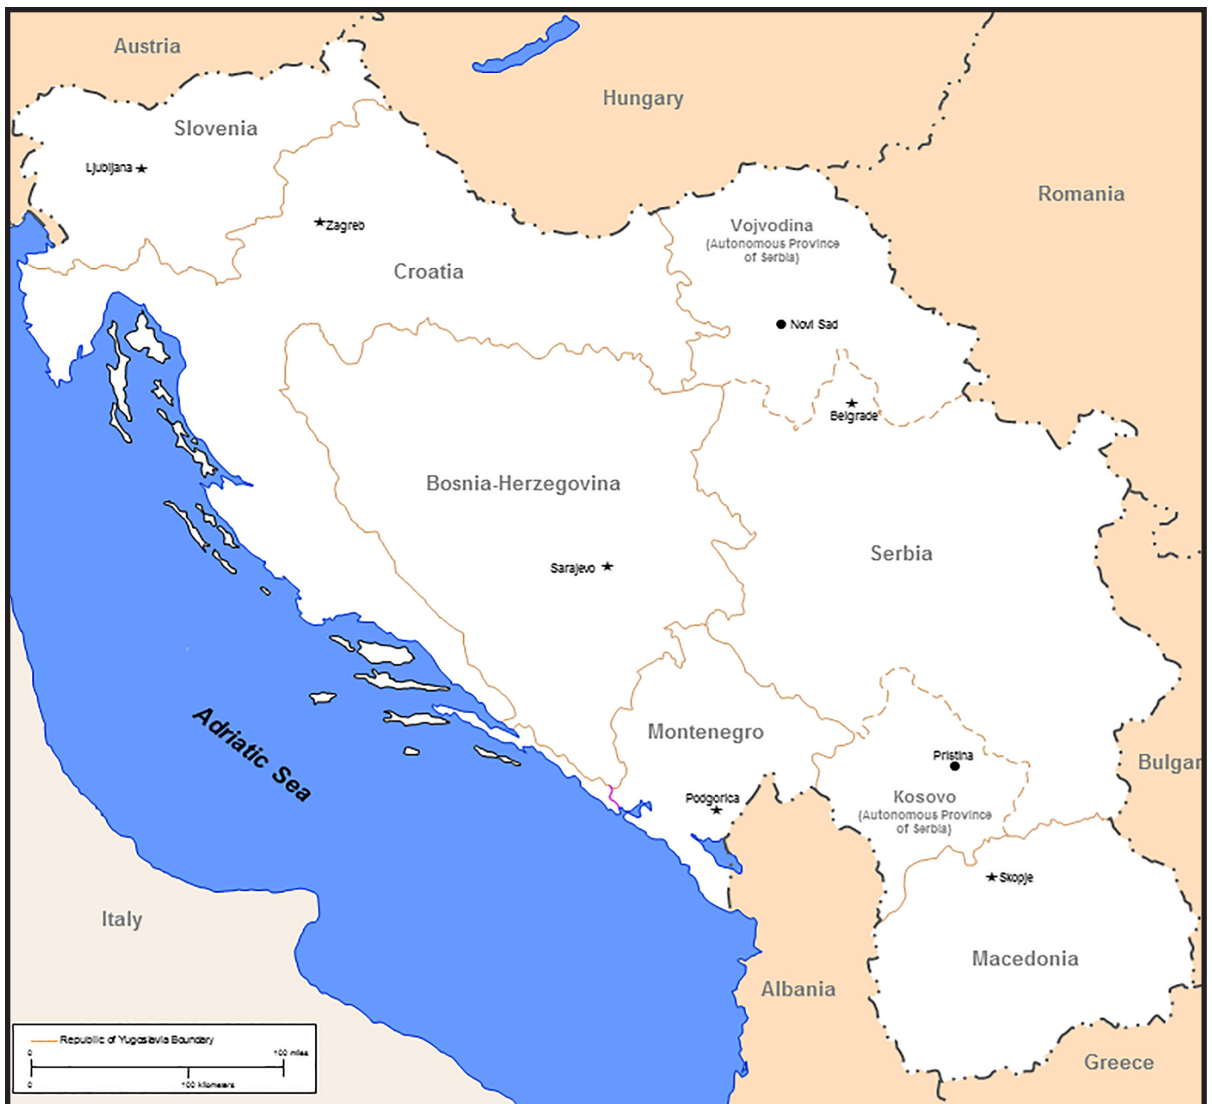 Austria
Hungary
Slovenia
Ljubljana
Romania
Zagreb
Vojvodina
(Autonomous Province
of Serbia)
Croatia
Novi Sad
Belgrade
Bosnia-Herzegovina
Serbia
Sarajevo
Adriatic Sea
Montenegro
Pristina
Bulgar
Podgorica
Kosovo
(Autonomous Province
of Serbia)
Skopje
Italy
Macedonia
Albania
Greece
Republic of Yugoslavia Boundary
0 100 miles
0 100 kilometers